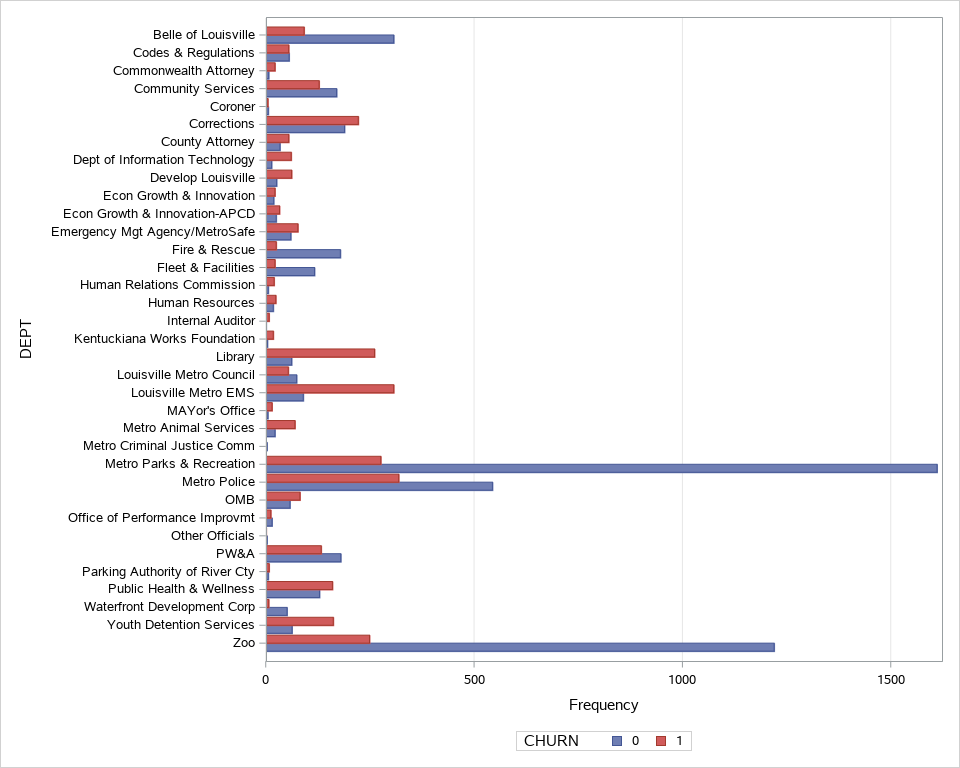 Belle of Louisville
Codes & Regulations
Commonwealth Attorney
Community Services
Coroner
Corrections
County Attorney
Dept of Information Technology
Develop Louisville
Econ Growth & Innovation
Econ Growth & Innovation-APCD
Emergency Mgt Agency/MetroSafe
Fire & Rescue
Fleet & Facilities
Human Relations Commission
Human Resources
Internal Auditor
Kentuckiana Works Foundation
Library
Louisville Metro Council
Louisville Metro EMS
MAYor's Office
Metro Animal Services
Metro Criminal Justice Comm
Metro Parks & Recreation
Metro Police
OMB
Office of Performance Improvmt
Other Officials
PW&A
Parking Authority of River Cty
Public Health & Wellness
Waterfront Development Corp
Youth Detention Services
Zoo
DEPT
0 500 1000 1500
Frequency
CHURN 0 1